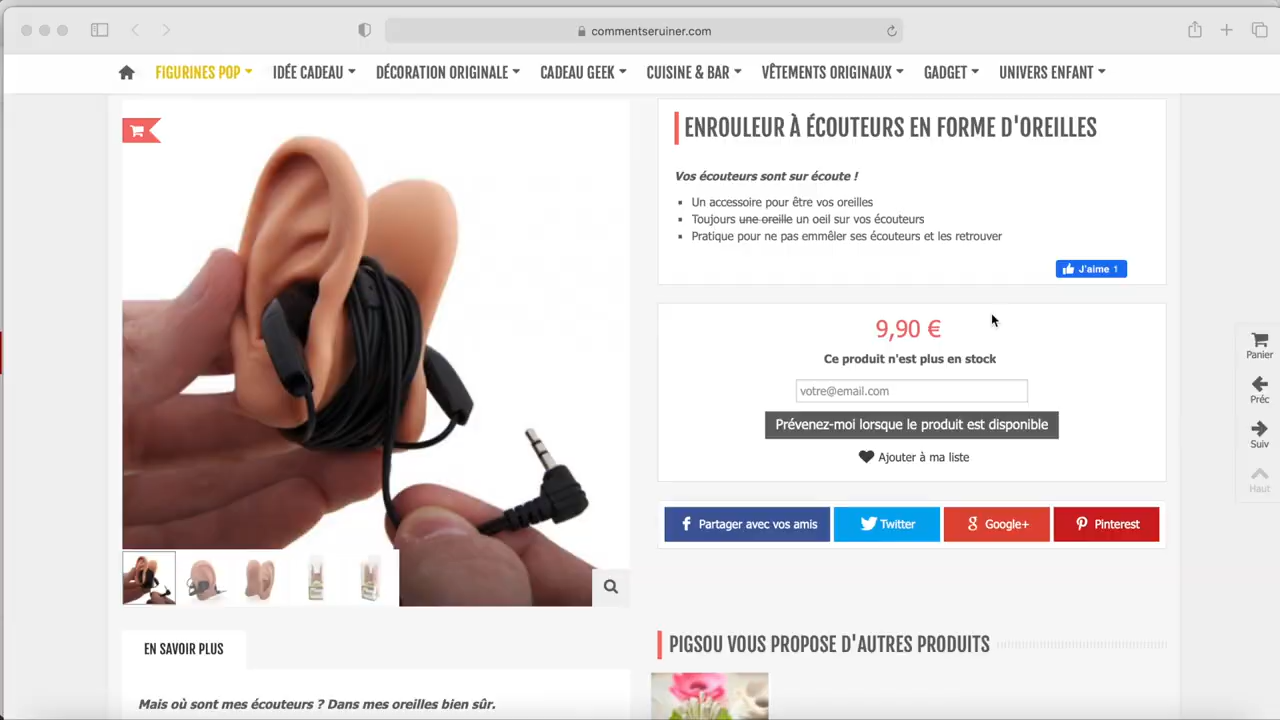 commentseruiner.com
FIGURINES POP IDÉE CADEAU DÉCORATION ORIGINALE CADEAU GEEK CUISINE & BAR VÊTEMENTS ORIGINAUX GADGET UNIVERS ENFANT
ENROULEUR À ÉCOUTEURS EN FORME D'OREILLES
Vos écouteurs sont sur écoute !
Un accessoire pour être vos oreilles
Toujours une oreille un oeil sur vos écouteurs
Pratique pour ne pas emmêler ses écouteurs et les retrouver
J'aime 1
9,90 €
Ce produit n'est plus en stock
votre@email.com
Prévenez-moi lorsque le produit est disponible
Ajouter à ma liste
Partager avec vos amis Twitter Google+ Pinterest
Panier
Préc
Suiv
Haut
EN SAVOIR PLUS
PIGSOU VOUS PROPOSE D'AUTRES PRODUITS
Mais où sont mes écouteurs ? Dans mes oreilles bien sûr.